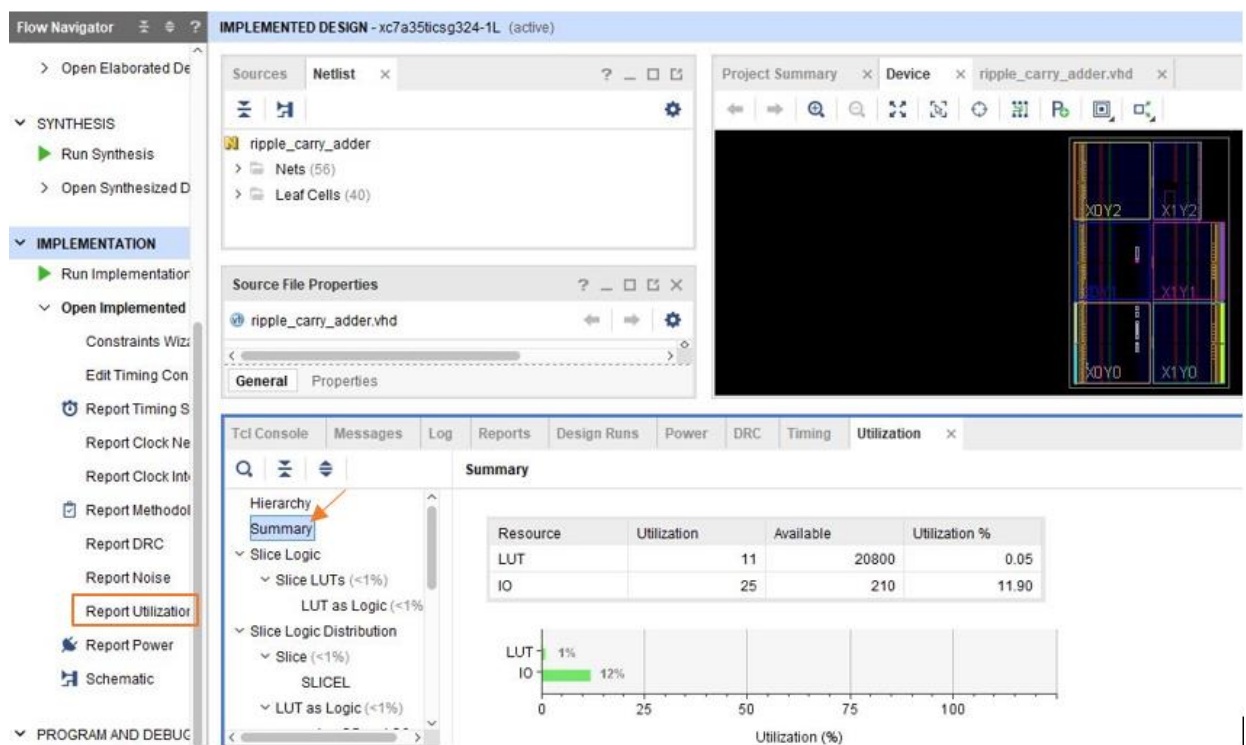 Flow Navigator
?
Open Elaborated De
SYNTHESIS
Run Synthesis
Open Synthesized D
IMPLEMENTATION
Run Implementation
Open Implemented
Constraints Wiza
Edit Timing Con
Report Timing S
Report Clock Ne
Report Clock Int
Report Methodol
Report DRC
Report Noise
Report Utilization
Report Power
Schematic
PROGRAM AND DEBUG
IMPLEMENTED DESIGN - xc7a35ticsg324-1L (active)
Sources Netlist
ripple_carry_adder
Nets (56)
Leaf Cells (40)
Source File Properties
ripple_carry_adder.vhd
General Properties
Project Summary Device ripple_carry_adder.vhd
X0Y2 X1Y2
X0Y1 X1Y1
X0Y0 X1Y0
Tcl Console Messages Log Reports Design Runs Power DRC Timing Utilization
Hierarchy
Summary
Slice Logic
Slice LUTs (<1%)
LUT as Logic (<1%
Slice Logic Distribution
Slice (<1%)
SLICEL
LUT as Logic (<1%)
Summary
Resource Utilization Available Utilization %
LUT 11 20800 0.05
IO 25 210 11.90
LUT 1%
IO 12%
0 25 50 75 100
Utilization (%)